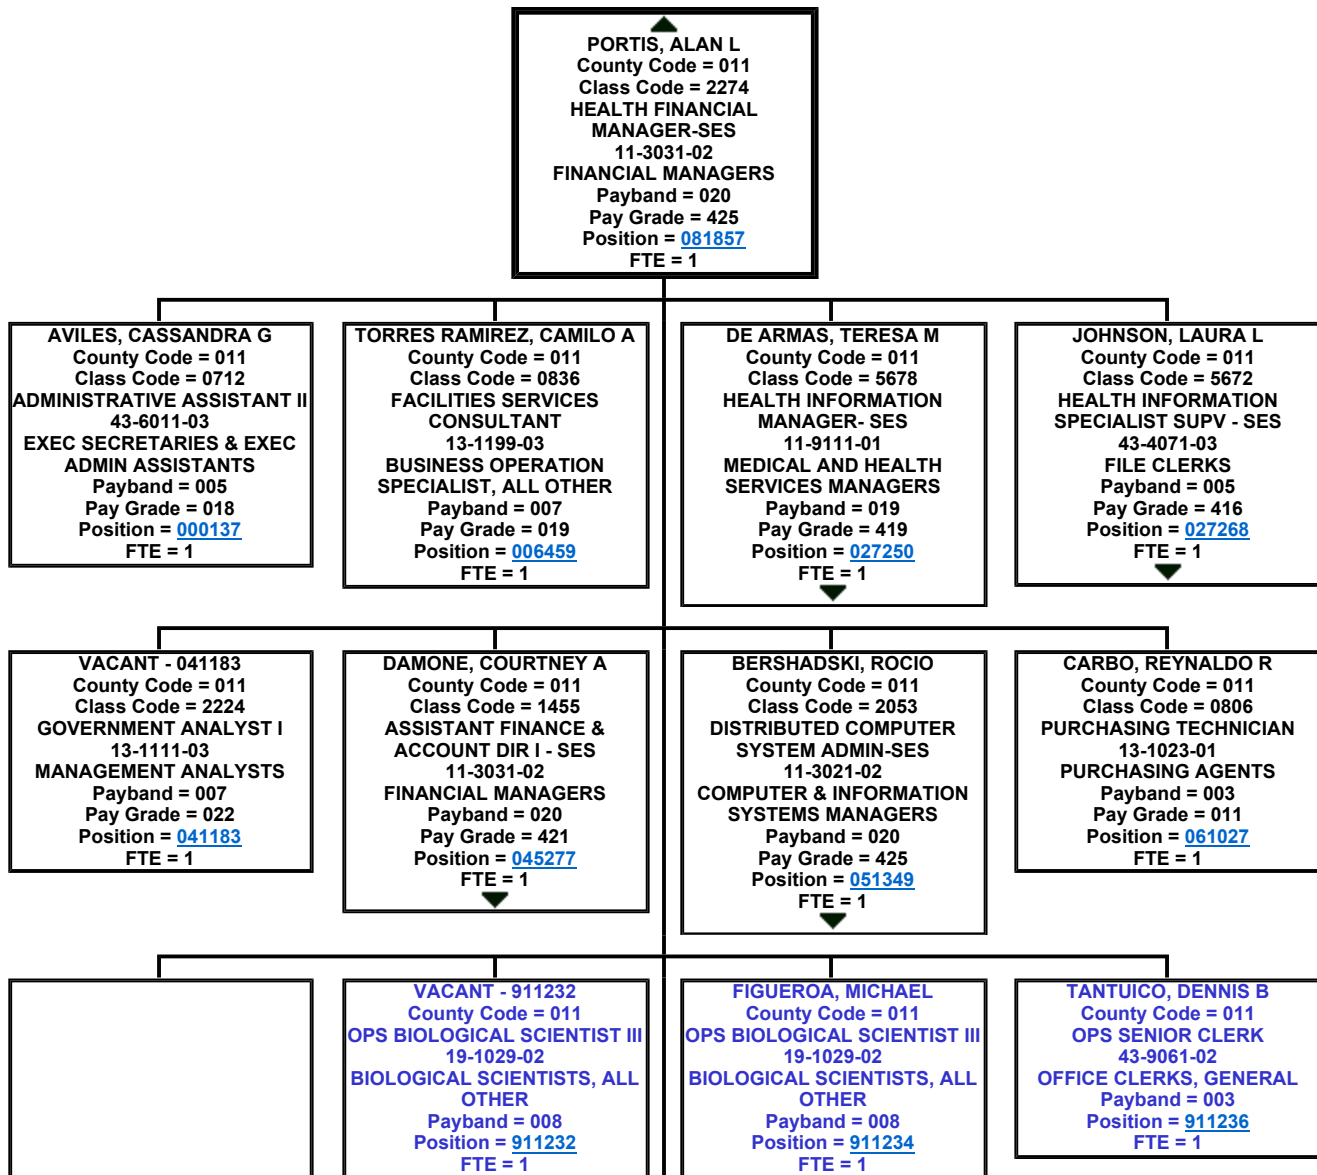 PORTIS, ALAN L
County Code = 011
Class Code = 2274
HEALTH FINANCIAL
MANAGER-SES
11-3031-02
FINANCIAL MANAGERS
Payband = 020
Pay Grade = 425
Position = 081857
FTE = 1
AVILES, CASSANDRA G
County Code = 011
Class Code = 0712
ADMINISTRATIVE ASSISTANT II
43-6011-03
EXEC SECRETARIES & EXEC
ADMIN ASSISTANTS
Payband = 005
Pay Grade = 018
Position = 000137
FTE = 1
TORRES RAMIREZ, CAMILO A
County Code = 011
Class Code = 0836
FACILITIES SERVICES
CONSULTANT
13-1199-03
BUSINESS OPERATION
SPECIALIST, ALL OTHER
Payband = 007
Pay Grade = 019
Position = 006459
FTE = 1
DE ARMAS, TERESA M
County Code = 011
Class Code = 5678
HEALTH INFORMATION
MANAGER- SES
11-9111-01
MEDICAL AND HEALTH
SERVICES MANAGERS
Payband = 019
Pay Grade = 419
Position = 027250
FTE = 1
JOHNSON, LAURA L
County Code = 011
Class Code = 5672
HEALTH INFORMATION
SPECIALIST SUPV - SES
43-4071-03
FILE CLERKS
Payband = 005
Pay Grade = 416
Position = 027268
FTE = 1
VACANT - 041183
County Code = 011
Class Code = 2224
GOVERNMENT ANALYST I
13-1111-03
MANAGEMENT ANALYSTS
Payband = 007
Pay Grade = 022
Position = 041183
FTE = 1
DAMONE, COURTNEY A
County Code = 011
Class Code = 1455
ASSISTANT FINANCE &
ACCOUNT DIR I - SES
11-3031-02
FINANCIAL MANAGERS
Payband = 020
Pay Grade = 421
Position = 045277
FTE = 1
BERSHADSKI, ROCIO
County Code = 011
Class Code = 2053
DISTRIBUTED COMPUTER
SYSTEM ADMIN-SES
11-3021-02
COMPUTER & INFORMATION
SYSTEMS MANAGERS
Payband = 020
Pay Grade = 425
Position = 051349
FTE = 1
CARBO, REYNALDO R
County Code = 011
Class Code = 0806
PURCHASING TECHNICIAN
13-1023-01
PURCHASING AGENTS
Payband = 003
Pay Grade = 011
Position = 061027
FTE = 1
VACANT - 911232
County Code = 011
OPS BIOLOGICAL SCIENTIST III
19-1029-02
BIOLOGICAL SCIENTISTS, ALL
OTHER
Payband = 008
Position = 911232
FTE = 1
FIGUEROA, MICHAEL
County Code = 011
OPS BIOLOGICAL SCIENTIST III
19-1029-02
BIOLOGICAL SCIENTISTS, ALL
OTHER
Payband = 008
Position = 911234
FTE = 1
TANTUICO, DENNIS B
County Code = 011
OPS SENIOR CLERK
43-9061-02
OFFICE CLERKS, GENERAL
Payband = 003
Position = 911236
FTE = 1